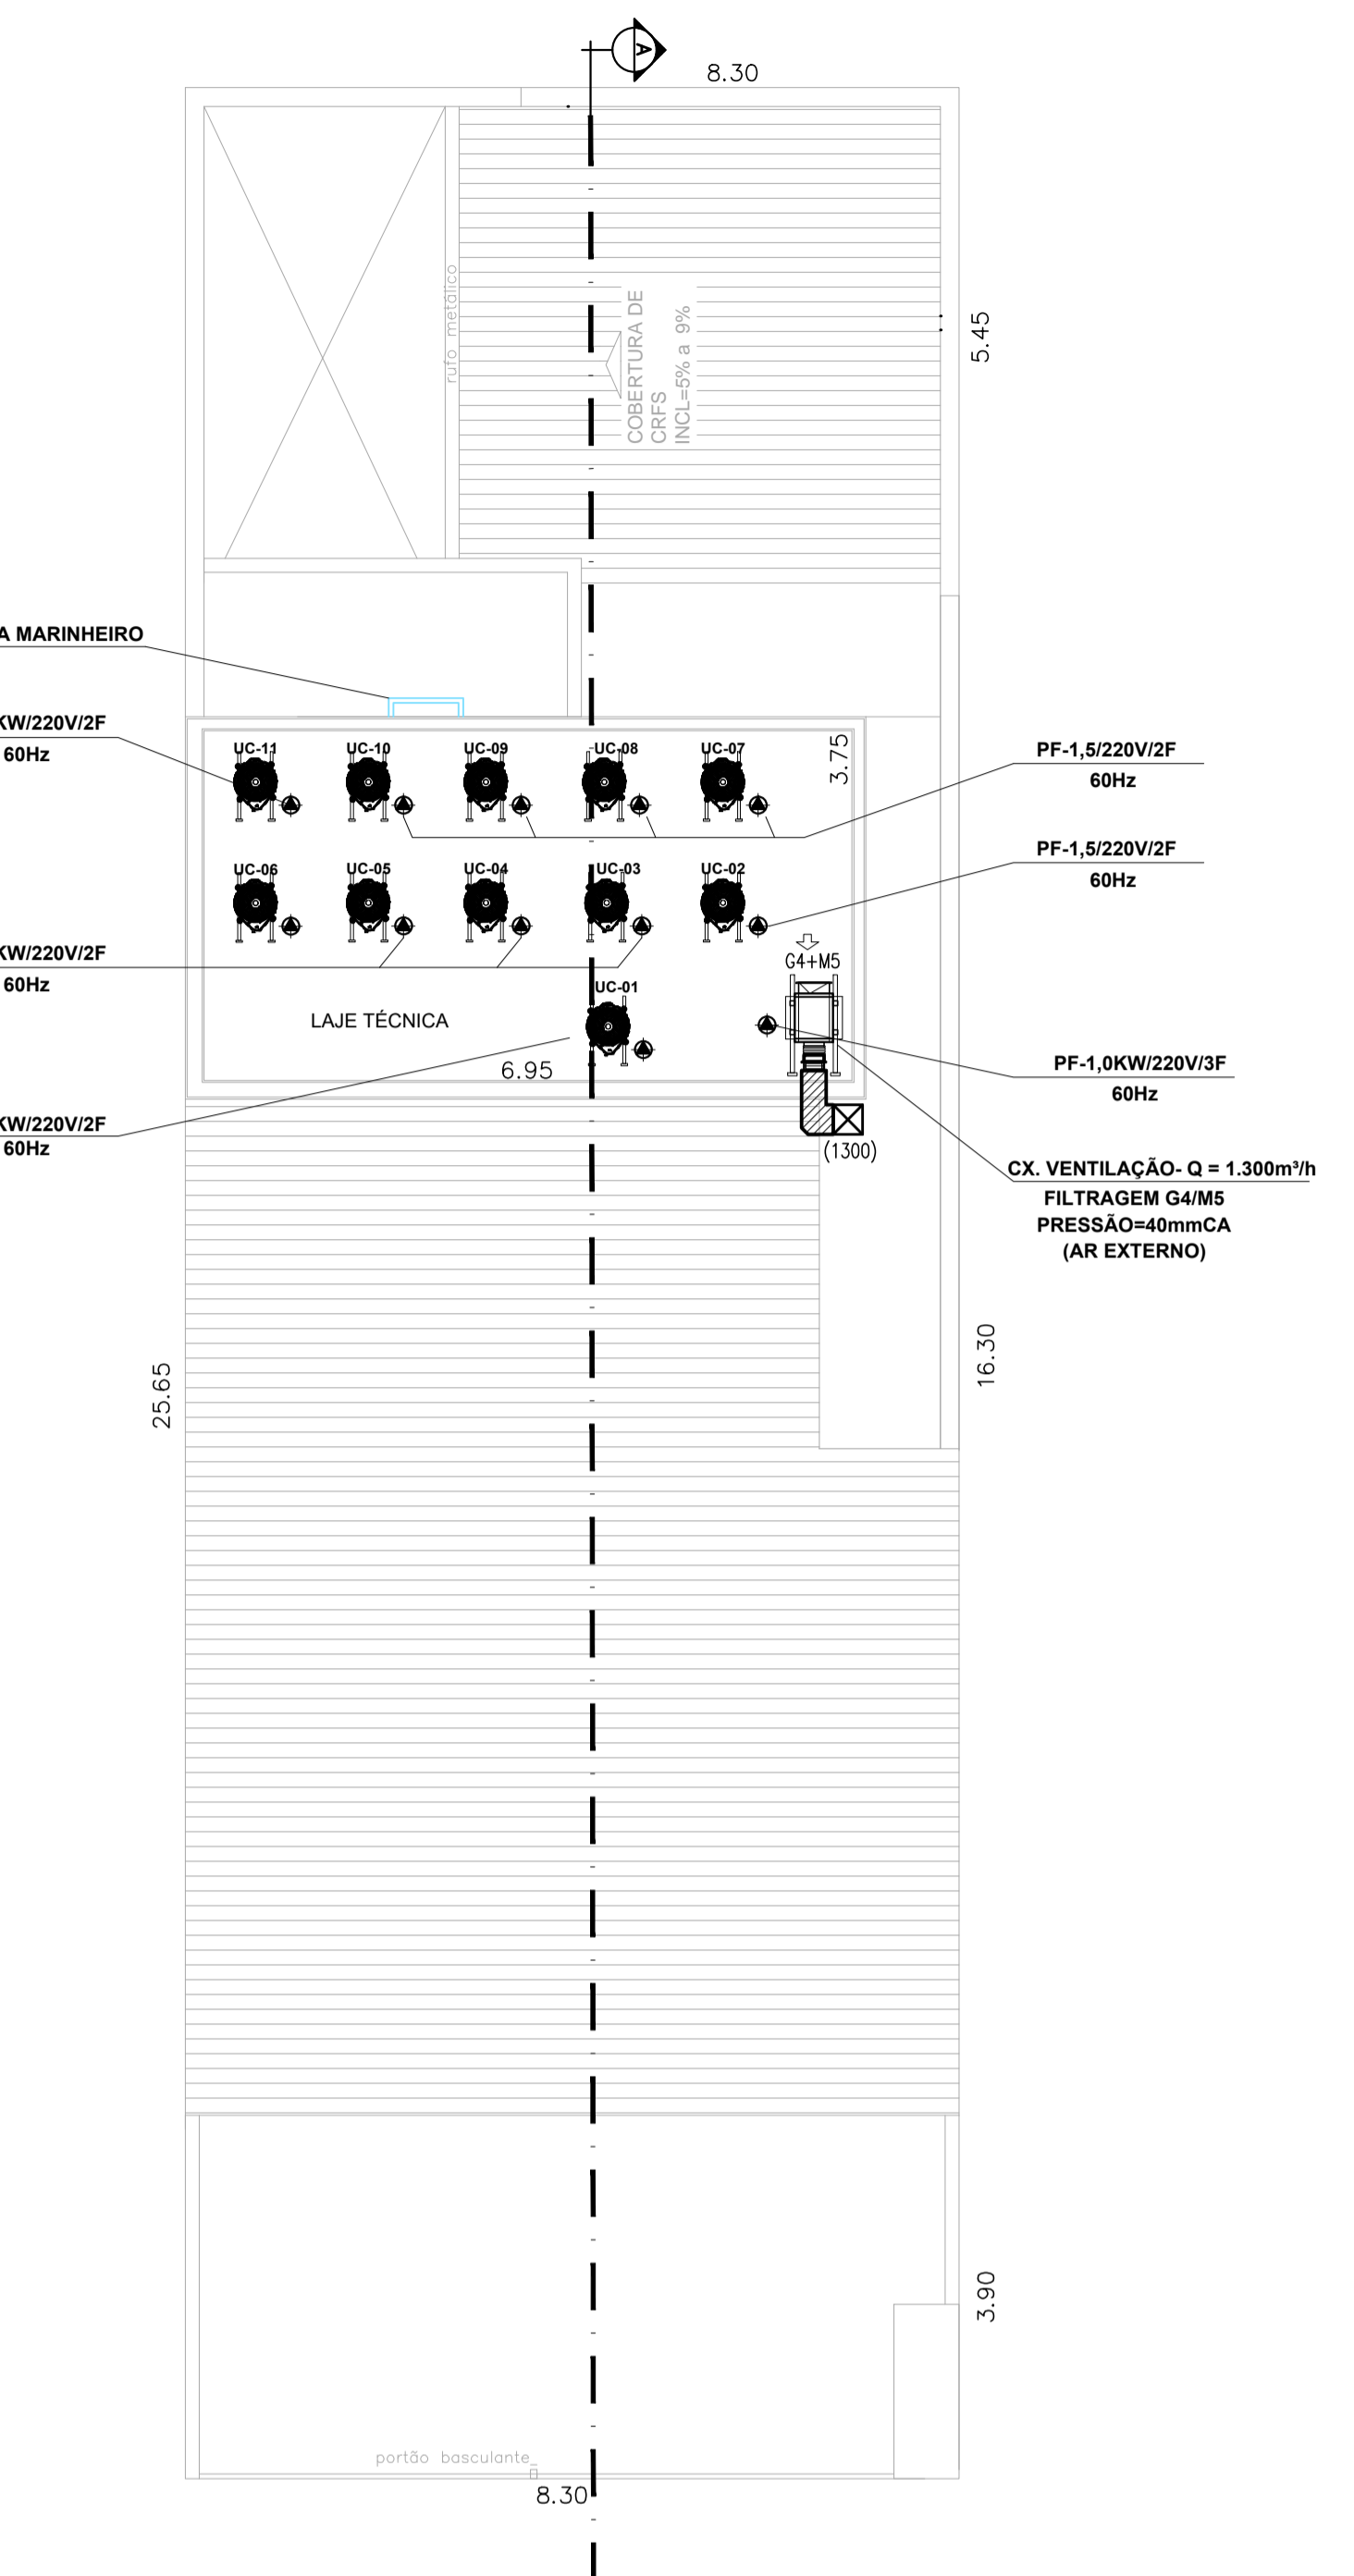 A
8.30
rufo metálico
COBERTURA DE
CRFS
INCL=5% a 9%
5.45
A MARINHEIRO
KW/220V/2F
60Hz
UC-11
UC-10
UC-09
UC-08
UC-07
3.75
PF-1,5/220V/2F
60Hz
UC-06
UC-05
UC-04
UC-03
UC-02
PF-1,5/220V/2F
60Hz
KW/220V/2F
60Hz
G4+M5
UC-01
LAJE TÉCNICA
6.95
PF-1,0KW/220V/3F
60Hz
KW/220V/2F
60Hz
(1300)
CX. VENTILAÇÃO- Q = 1.300m³/h
FILTRAGEM G4/M5
PRESSÃO=40mmCA
(AR EXTERNO)
25.65
16.30
3.90
portão basculante
8.30